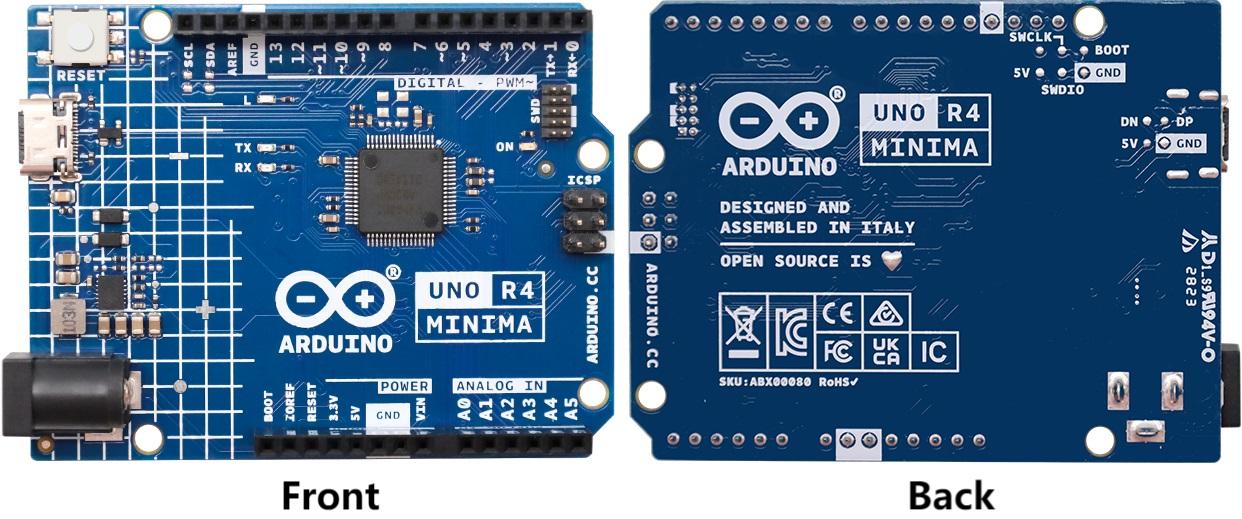 RESET
SCL
SDA
AREF
GND
13
12
~11
~10
~9
8
7
~6
~5
4
~3
2
TX→1
RX←0
DIGITAL - PWM~
L
TX
RX
SWD
ON
ICSP
103N
ARDUINO
UNO R4
MINIMA
ARDUINO.CC
POWER
ANALOG IN
BOOT
IOREF
RESET
3.3V
5V
GND
VIN
A0
A1
A2
A3
A4
A5
Front
SWCLK
BOOT
5V
GND
SWDIO
DN
DP
5V
GND
ARDUINO
UNO R4
MINIMA
DESIGNED AND
ASSEMBLED IN ITALY
OPEN SOURCE IS
ARDUINO.CC
CE
FC
UK
CA
IC
SKU:ABX00080 RoHS✓
2823
94V-0
Back